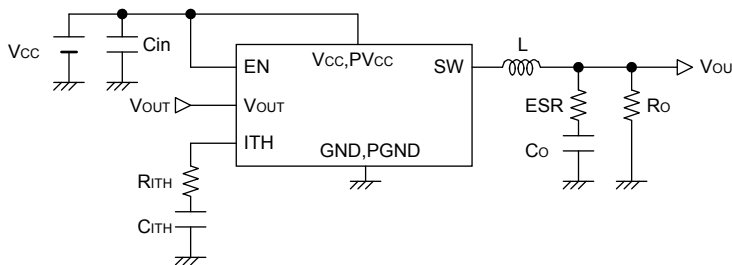 L
VCC
Cin
EN
VCC,PVCC
SW
VOU
VOUT
VOUT
ESR
RO
ITH
CO
GND,PGND
RITH
CITH